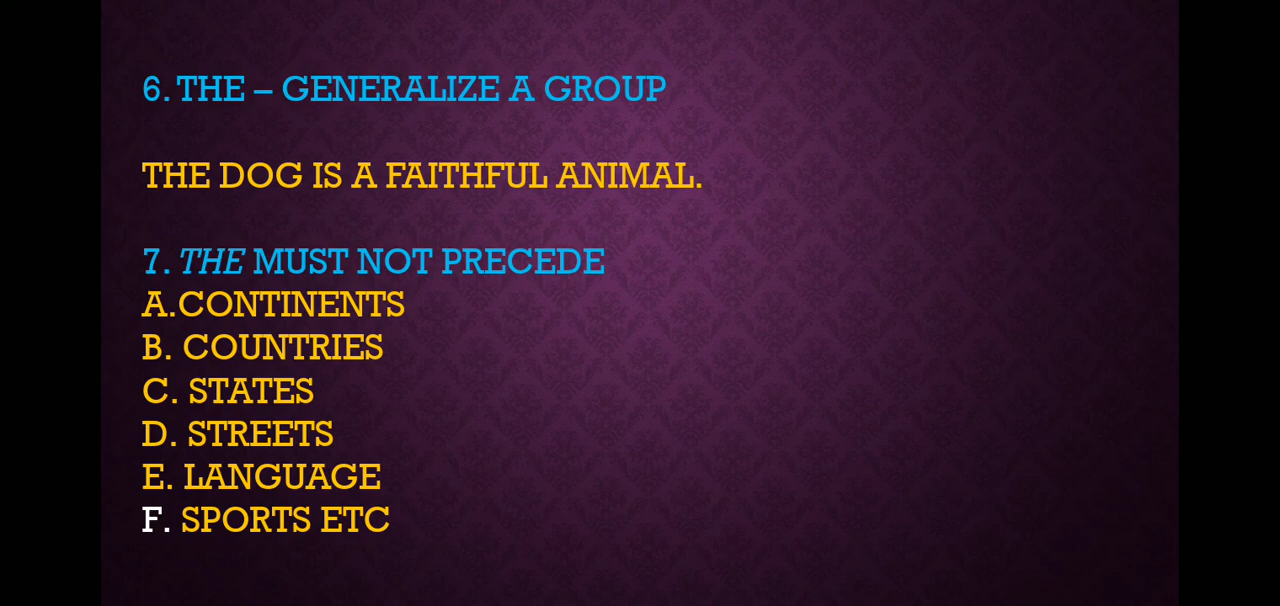 6. THE – GENERALIZE A GROUP
THE DOG IS A FAITHFUL ANIMAL.
7. THE MUST NOT PRECEDE
A.CONTINENTS
B. COUNTRIES
C. STATES
D. STREETS
E. LANGUAGE
F. SPORTS ETC